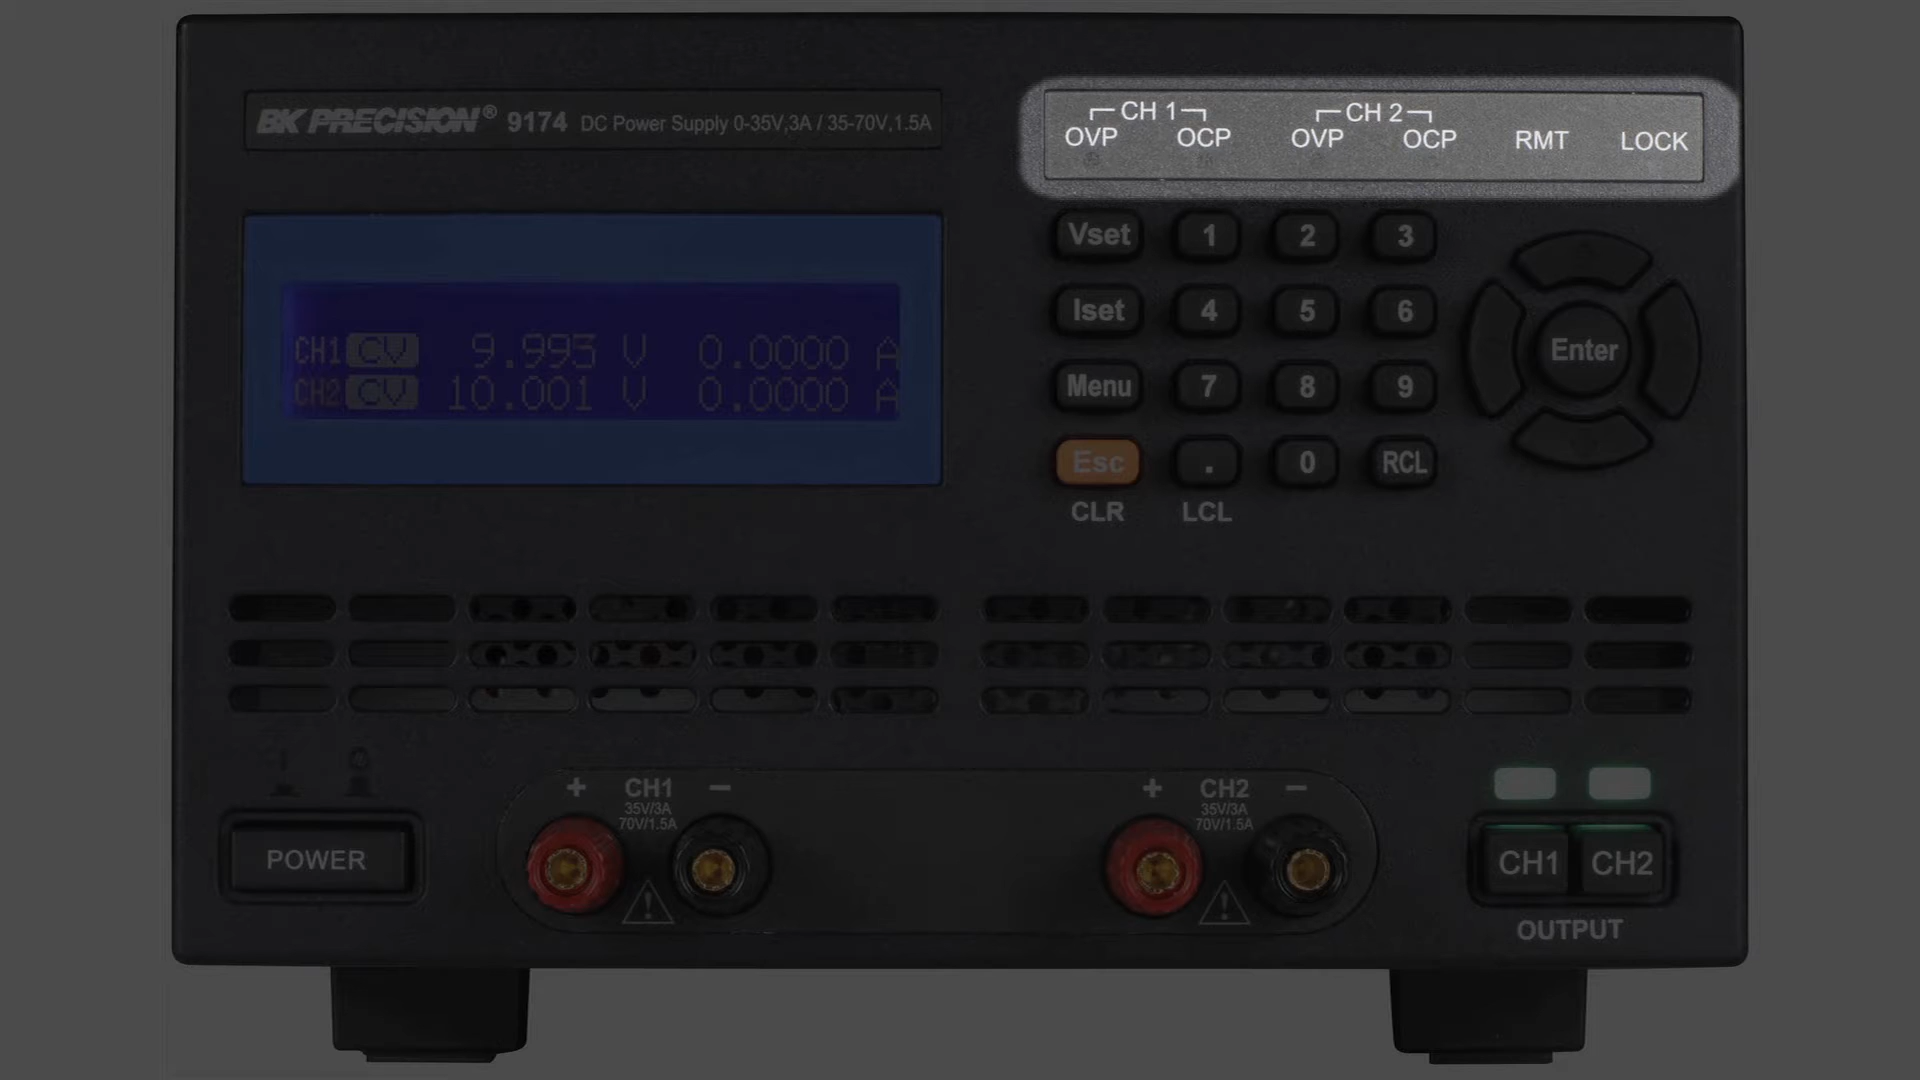 BK PRECISION® 9174 DC Power Supply 0-35V,3A / 35-70V,1.5A
CH 1 CH 2
OVP OCP OVP OCP RMT LOCK
CH1 CV 9.993 V 0.0000 A
CH2 CV 10.001 V 0.0000 A
Vset 1 2 3
Iset 4 5 6
Enter
Menu 7 8 9
Esc . 0 RCL
CLR LCL
+ CH1 −
35V/3A
70V/1.5A
+ CH2 −
35V/3A
70V/1.5A
POWER
CH1 CH2
OUTPUT